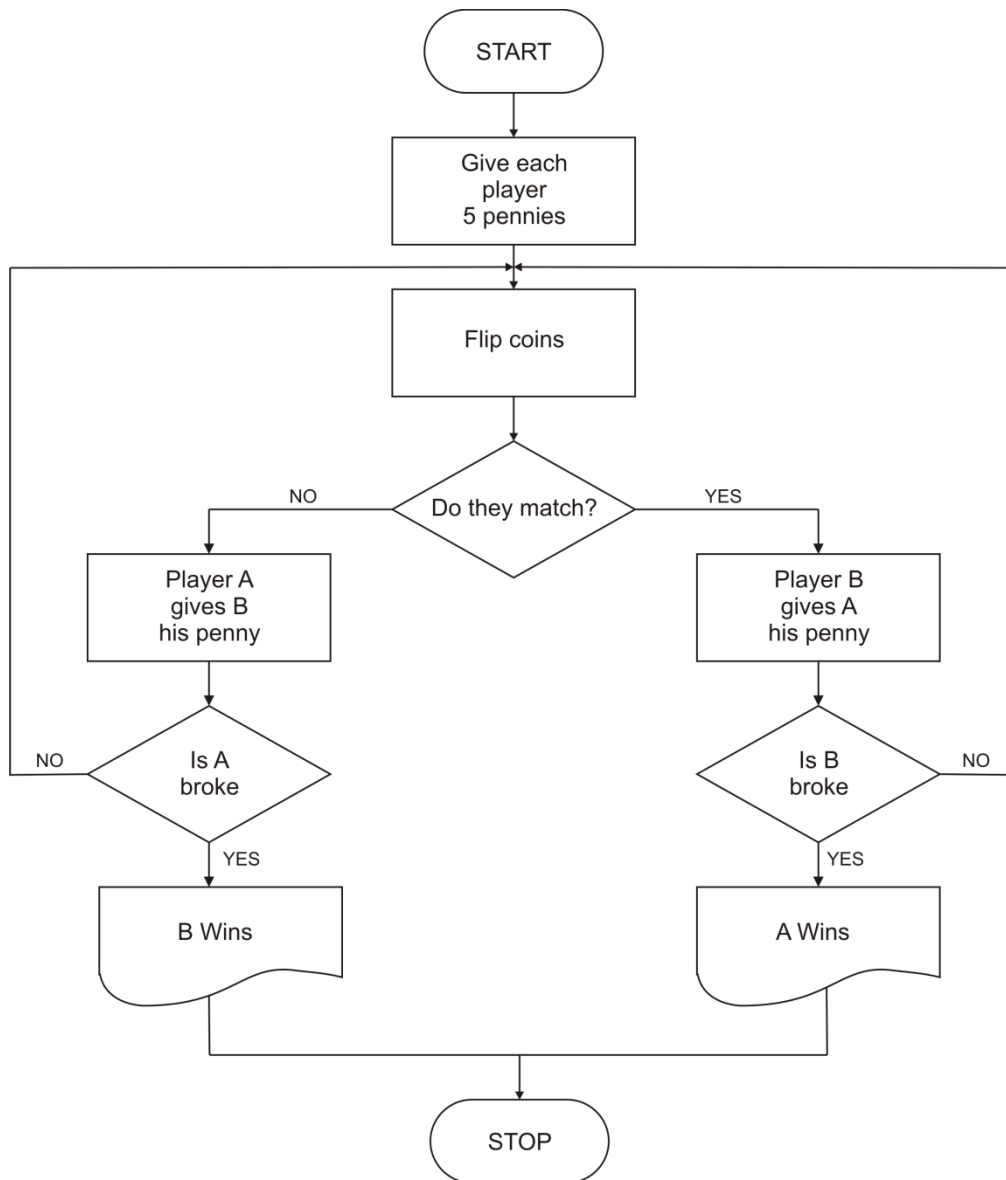 START
Give each
player
5 pennies
Flip coins
Do they match?
NO
YES
Player A
gives B
his penny
Player B
gives A
his penny
Is A
broke
NO
YES
Is B
broke
NO
YES
B Wins
A Wins
STOP